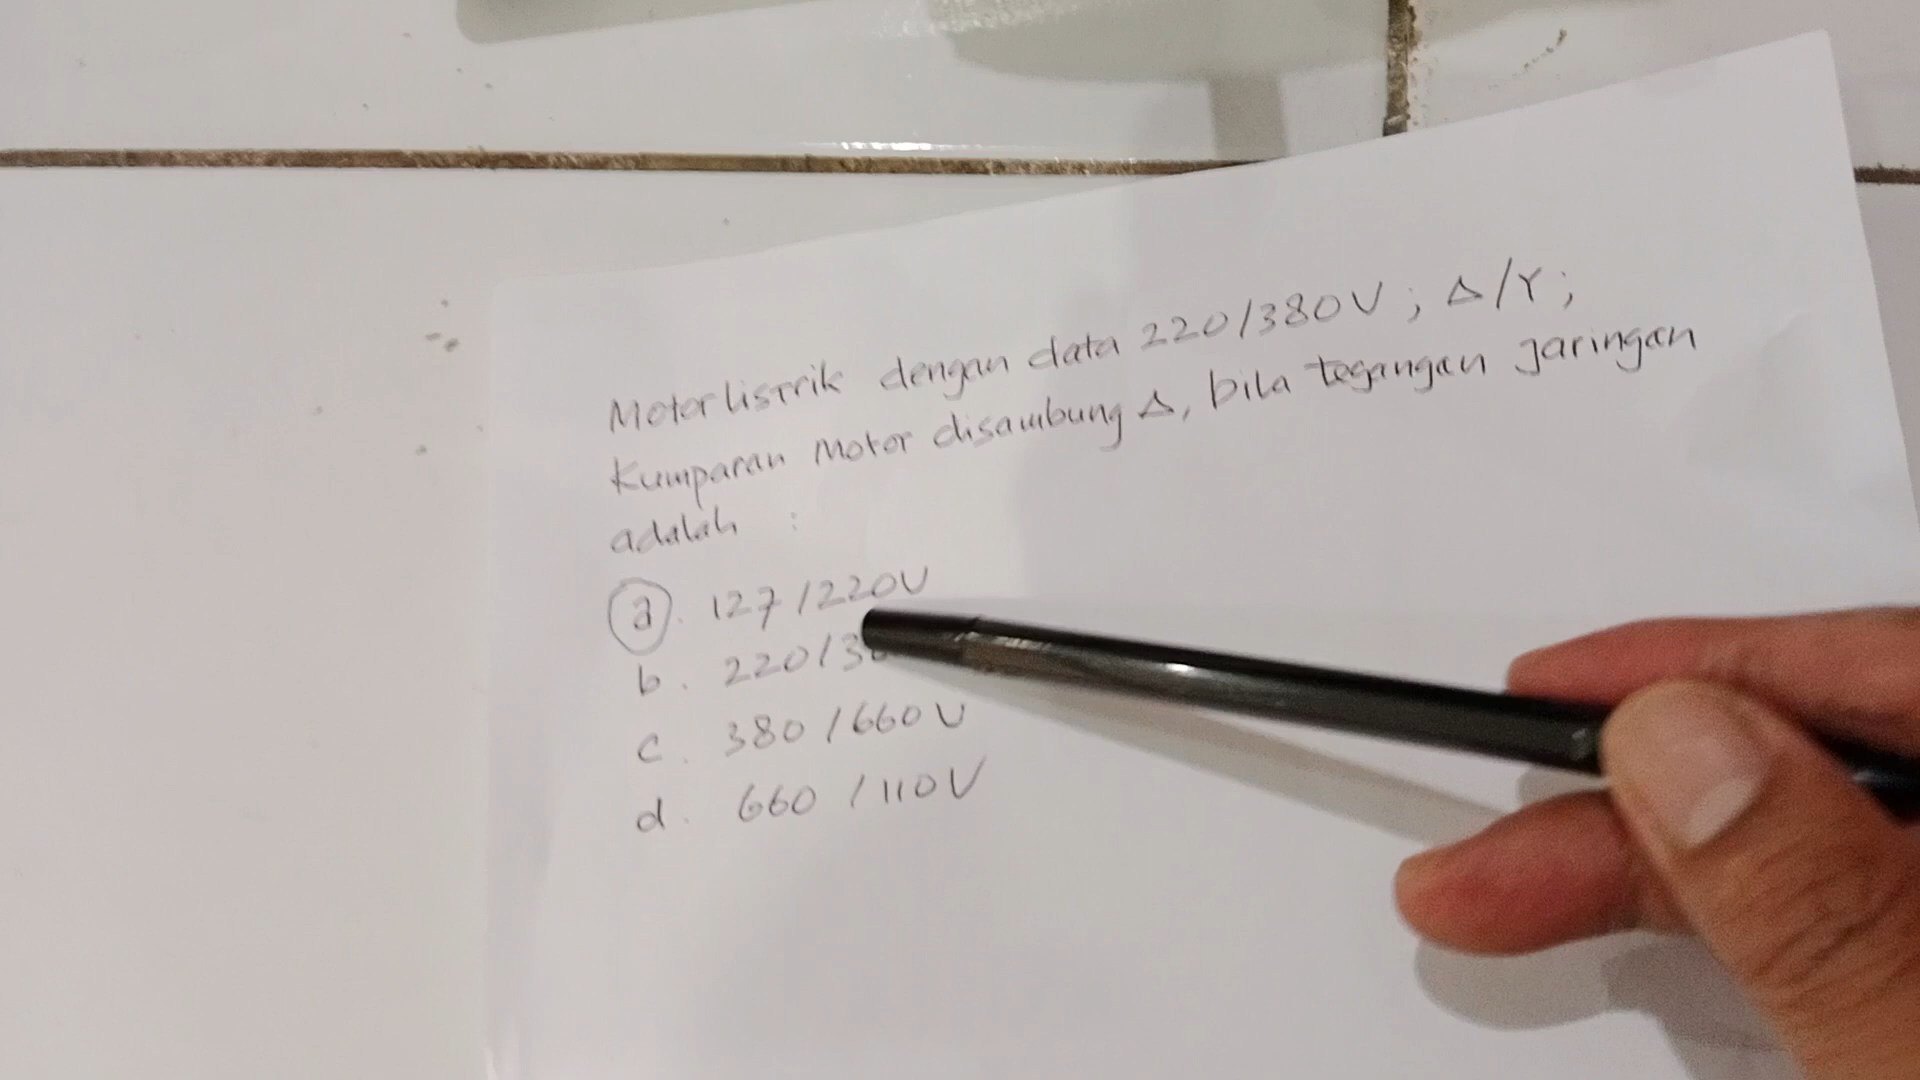 Motor listrik dengan data 220/380V ; Δ/Y ;
Kumparan Motor disambung Δ, bila tegangan jaringan
adalah :
a. 127/220V
b. 220/3
c. 380/660V
d. 660/110V